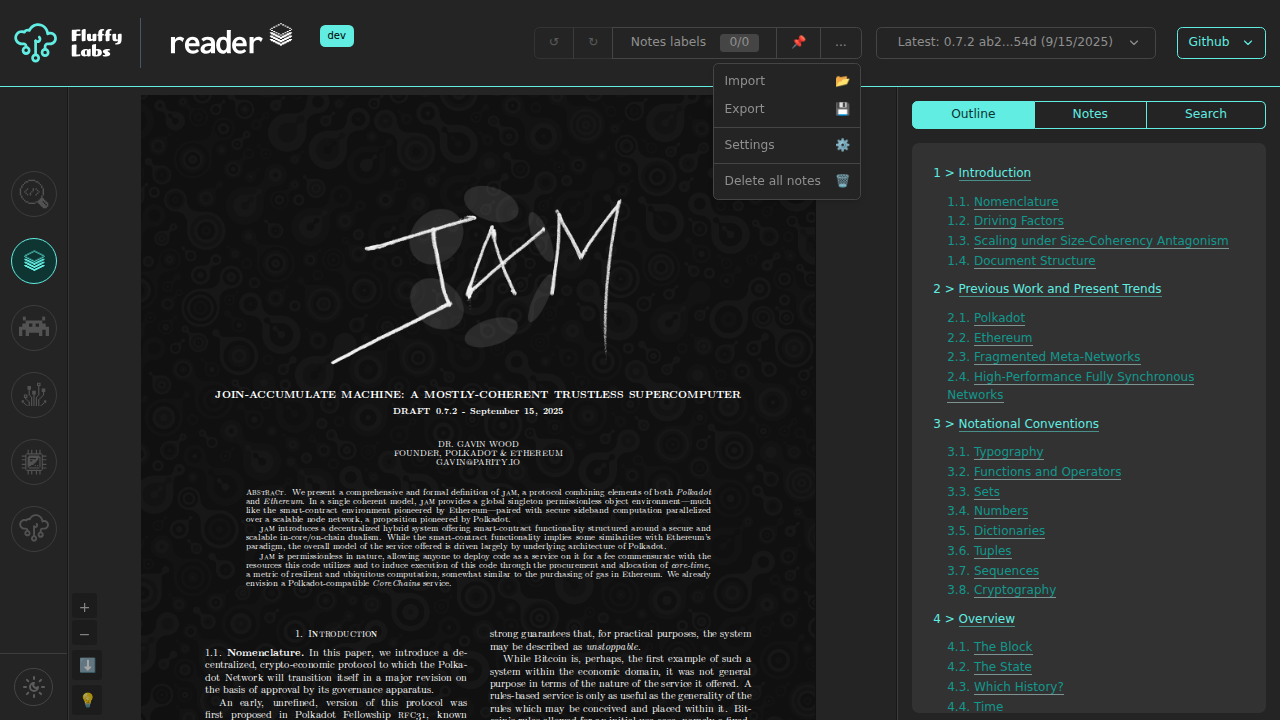 Fluffy Labs
reader
dev
Notes labels 0/0
...
Latest: 0.7.2 ab2...54d (9/15/2025)
Github
Import
Export
Settings
Delete all notes
JAM
JOIN-ACCUMULATE MACHINE: A MOSTLY-COHERENT TRUSTLESS SUPERCOMPUTER
DRAFT 0.7.2 - September 15, 2025
DR. GAVIN WOOD
FOUNDER, POLKADOT & ETHEREUM
GAVIN@PARITY.IO
Abstract. We present a comprehensive and formal definition of Jam, a protocol combining elements of both Polkadot
and Ethereum. In a single coherent model, Jam provides a global singleton permissionless object environment—much
like the smart-contract environment pioneered by Ethereum—paired with secure sideband computation parallelized
over a scalable node network, a proposition pioneered by Polkadot.
Jam introduces a decentralized hybrid system offering smart-contract functionality structured around a secure and
scalable in-core/on-chain dualism. While the smart-contract functionality implies some similarities with Ethereum's
paradigm, the overall model of the service offered is driven largely by underlying architecture of Polkadot.
Jam is permissionless in nature, allowing anyone to deploy code as a service on it for a fee commensurate with the
resources this code utilizes and to induce execution of this code through the procurement and allocation of core-time,
a metric of resilient and ubiquitous computation, somewhat similar to the purchasing of gas in Ethereum. We already
envision a Polkadot-compatible CoreChains service.
1. Introduction
1.1. Nomenclature. In this paper, we introduce a de-
centralized, crypto-economic protocol to which the Polka-
dot Network will transition itself in a major revision on
the basis of approval by its governance apparatus.
An early, unrefined, version of this protocol was
first proposed in Polkadot Fellowship RFC31, known
strong guarantees that, for practical purposes, the system
may be described as unstoppable.
While Bitcoin is, perhaps, the first example of such a
system within the economic domain, it was not general
purpose in terms of the nature of the service it offered. A
rules-based service is only as useful as the generality of the
rules which may be conceived and placed within it. Bit-
coin's rules allowed for an initial use-case, namely a fixed-
Outline
Notes
Search
1 > Introduction
1.1. Nomenclature
1.2. Driving Factors
1.3. Scaling under Size-Coherency Antagonism
1.4. Document Structure
2 > Previous Work and Present Trends
2.1. Polkadot
2.2. Ethereum
2.3. Fragmented Meta-Networks
2.4. High-Performance Fully Synchronous
Networks
3 > Notational Conventions
3.1. Typography
3.2. Functions and Operators
3.3. Sets
3.4. Numbers
3.5. Dictionaries
3.6. Tuples
3.7. Sequences
3.8. Cryptography
4 > Overview
4.1. The Block
4.2. The State
4.3. Which History?
4.4. Time